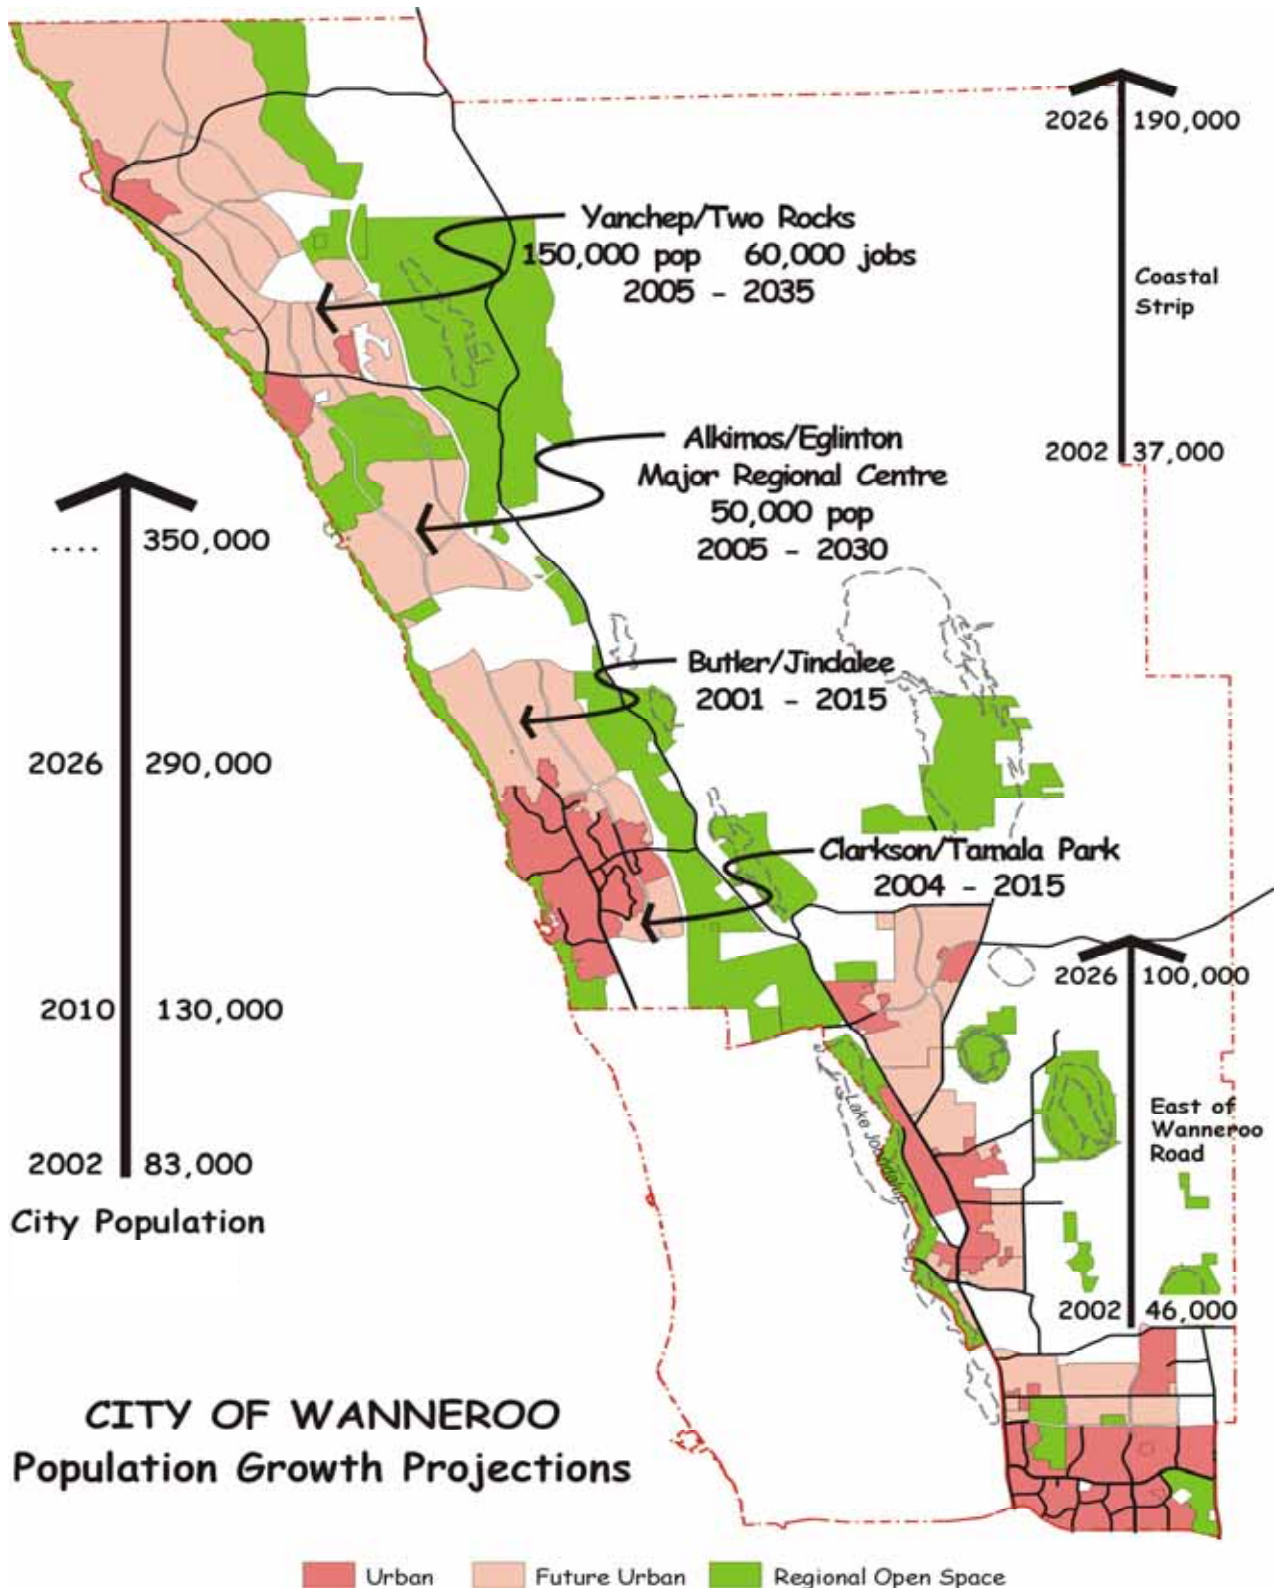 2026 190,000
Coastal
Strip
2002 37,000
Yanchep/Two Rocks
150,000 pop 60,000 jobs
2005 - 2035
Alkimos/Eglinton
Major Regional Centre
50,000 pop
2005 - 2030
Butler/Jindalee
2001 - 2015
Clarkson/Tamala Park
2004 - 2015
.... 350,000
2026 290,000
2010 130,000
2002 83,000
City Population
2026 100,000
East of
Wanneroo
Road
2002 46,000
Lake Joondalup
CITY OF WANNEROO
Population Growth Projections
Urban
Future Urban
Regional Open Space